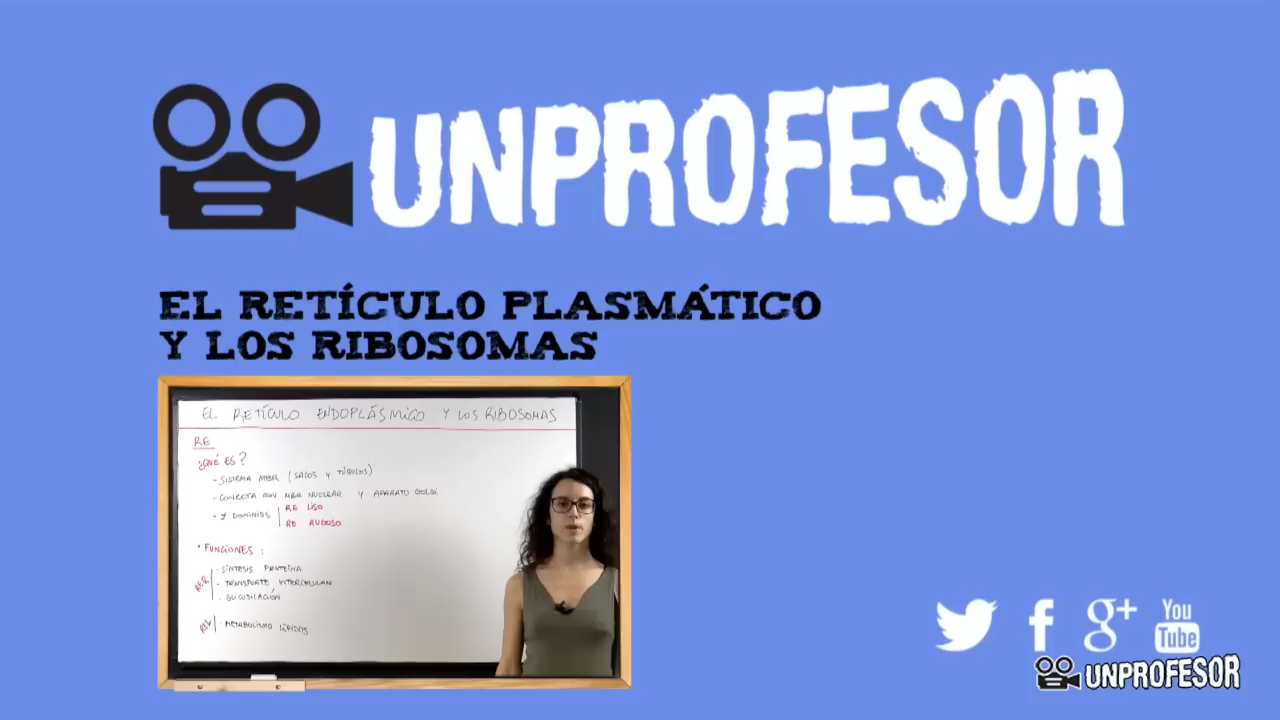 UNPROFESOR
EL RETÍCULO PLASMÁTICO
Y LOS RIBOSOMAS
EL RETÍCULO ENDOPLÁSMICO Y LOS RIBOSOMAS
RE
¿QUÉ ES?
- SISTEMA MBR (SACOS Y TÚBULOS)
- CONECTA CON MBR NUCLEAR Y APARATO GOLGI
- DOMINIOS RE LISO
RE RUGOSO
• FUNCIONES:
RER - SÍNTESIS PROTEÍNA
- TRANSPORTE INTERCELULAR
- GLICOSILACIÓN
REL - METABOLISMO LÍPIDOS
f g+ You
Tube
UNPROFESOR